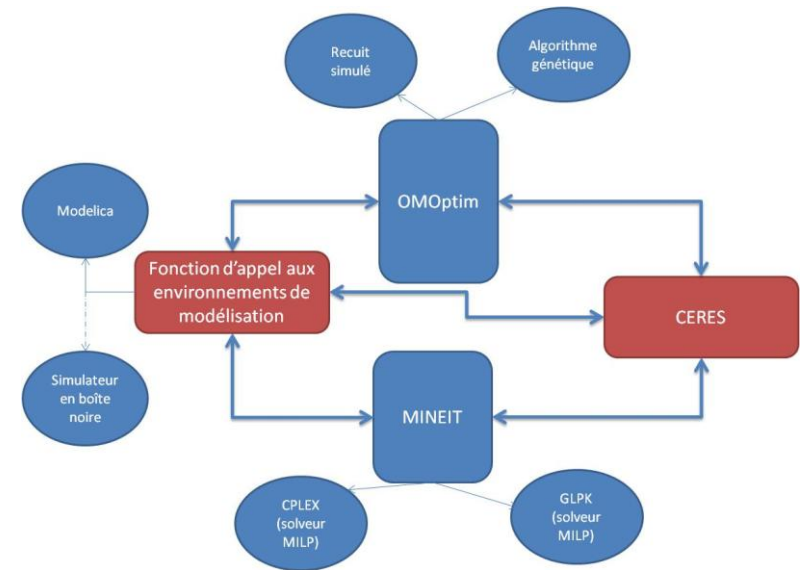 Recuit
simulé
Algorithme
génétique
OMOptim
Modelica
Fonction d'appel aux
environnements de
modélisation
CERES
Simulateur
en boîte
noire
MINEIT
CPLEX
(solveur
MILP)
GLPK
(solveur
MILP)